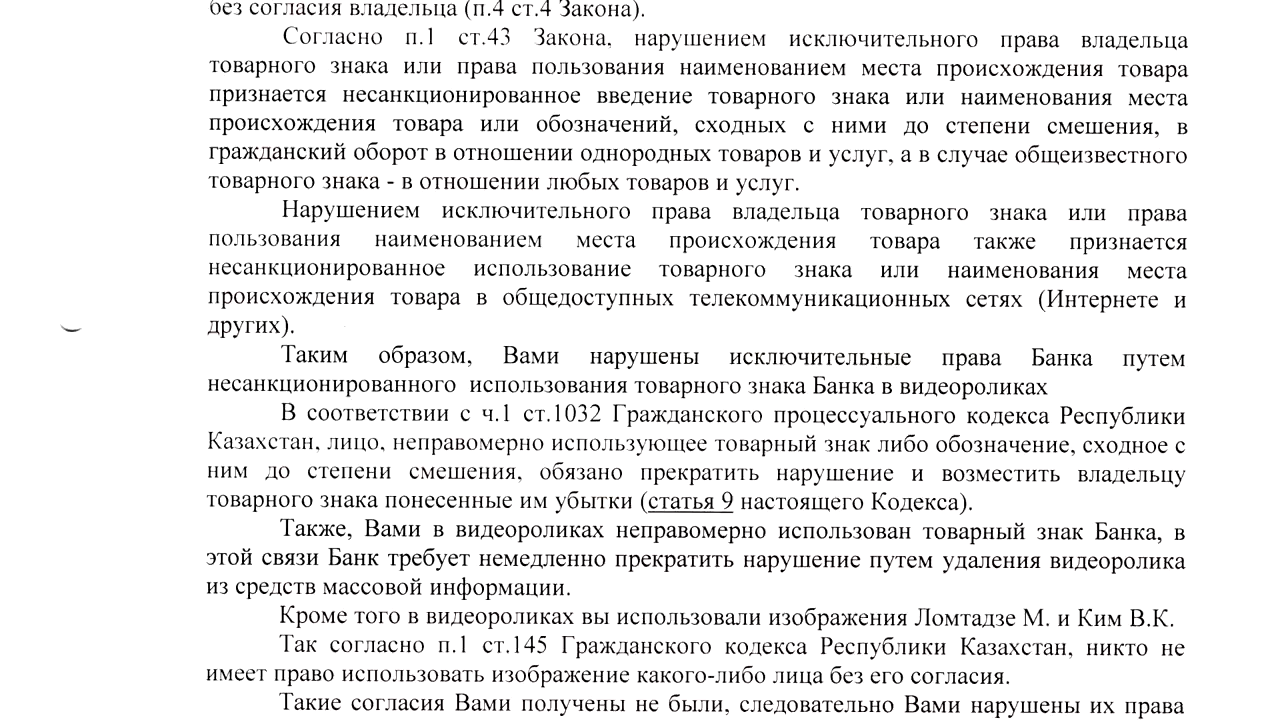 без согласия владельца (п.4 ст.4 Закона).
Согласно п.1 ст.43 Закона, нарушением исключительного права владельца
товарного знака или права пользования наименованием места происхождения товара
признается несанкционированное введение товарного знака или наименования места
происхождения товара или обозначений, сходных с ними до степени смешения, в
гражданский оборот в отношении однородных товаров и услуг, а в случае общеизвестного
товарного знака - в отношении любых товаров и услуг.
Нарушением исключительного права владельца товарного знака или права
пользования наименованием места происхождения товара также признается
несанкционированное использование товарного знака или наименования места
происхождения товара в общедоступных телекоммуникационных сетях (Интернете и
других).
Таким образом, Вами нарушены исключительные права Банка путем
несанкционированного использования товарного знака Банка в видеороликах
В соответствии с ч.1 ст.1032 Гражданского процессуального кодекса Республики
Казахстан, лицо, неправомерно использующее товарный знак либо обозначение, сходное с
ним до степени смешения, обязано прекратить нарушение и возместить владельцу
товарного знака понесенные им убытки (статья 9 настоящего Кодекса).
Также, Вами в видеороликах неправомерно использован товарный знак Банка, в
этой связи Банк требует немедленно прекратить нарушение путем удаления видеоролика
из средств массовой информации.
Кроме того в видеороликах вы использовали изображения Ломтадзе М. и Ким В.К.
Так согласно п.1 ст.145 Гражданского кодекса Республики Казахстан, никто не
имеет право использовать изображение какого-либо лица без его согласия.
Такие согласия Вами получены не были, следовательно Вами нарушены их права